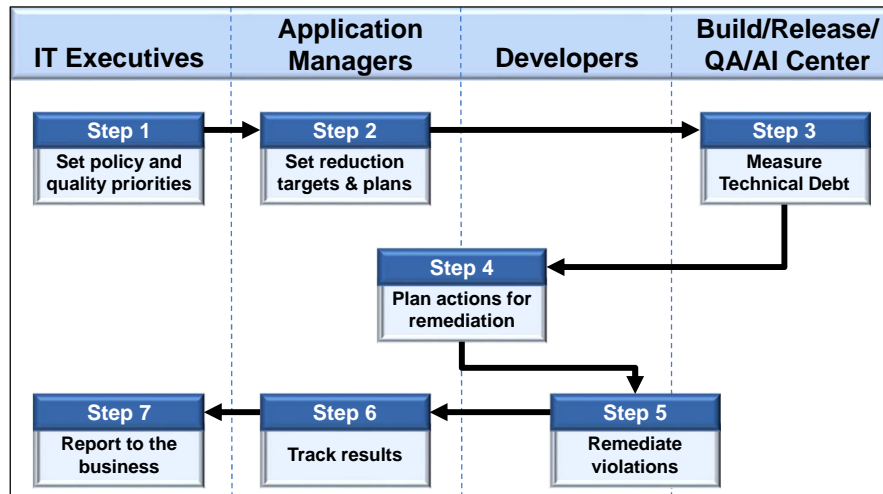 IT Executives
Application
Managers
Developers
Build/Release/
QA/AI Center
Step 1
Set policy and
quality priorities
Step 2
Set reduction
targets & plans
Step 3
Measure
Technical Debt
Step 4
Plan actions for
remediation
Step 7
Report to the
business
Step 6
Track results
Step 5
Remediate
violations